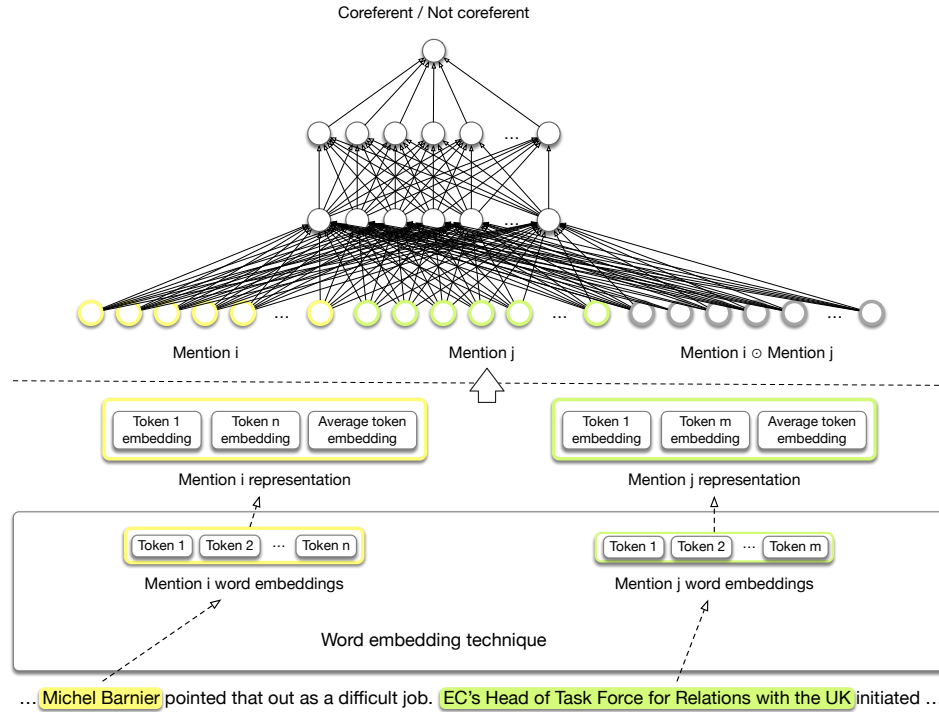 Coreferent / Not coreferent
...
...
... ... ...
Mention i Mention j Mention i ⊙ Mention j
Token 1 embedding Token n embedding Average token embedding Token 1 embedding Token m embedding Average token embedding
Mention i representation Mention j representation
Token 1 Token 2 ... Token n Token 1 Token 2 ... Token m
Mention i word embeddings Mention j word embeddings
Word embedding technique
... Michel Barnier pointed that out as a difficult job. EC's Head of Task Force for Relations with the UK initiated ...